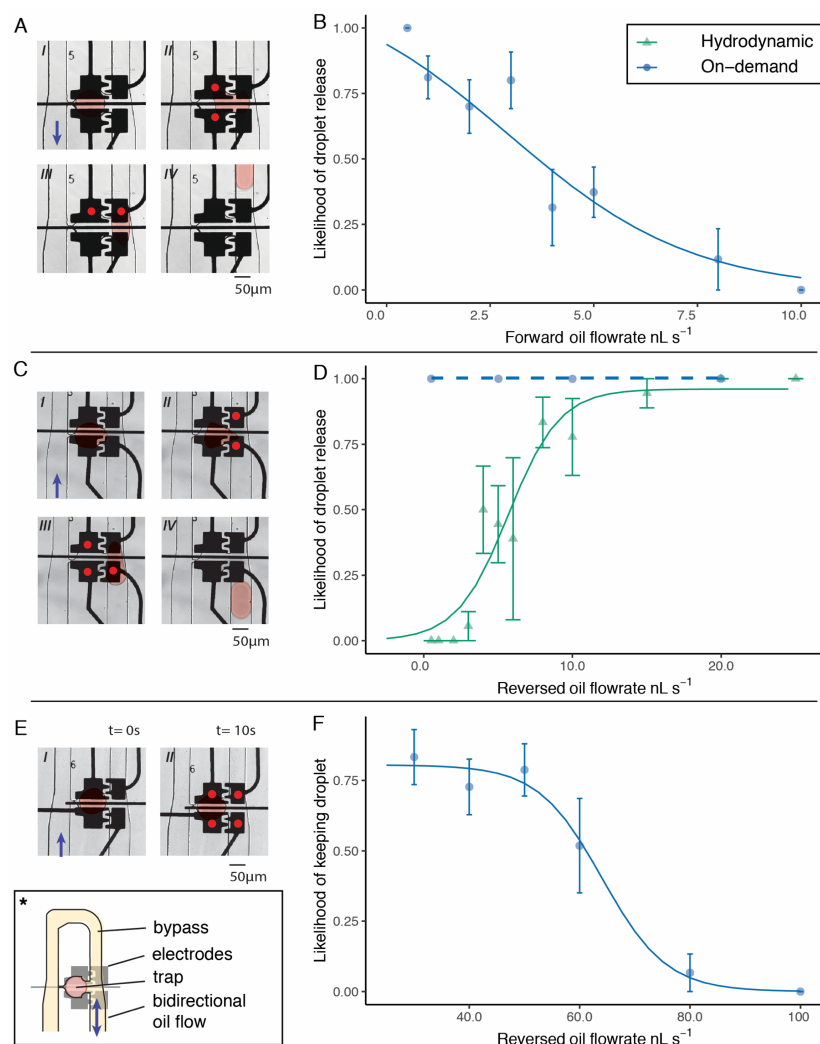 A
I
5
II
5
III
5
IV
5
50µm
B
Hydrodynamic
On-demand
Likelihood of droplet release
1.00
0.75
0.50
0.25
0.00
0.0
2.5
5.0
7.5
10.0
Forward oil flowrate nL s⁻¹
C
I
II
III
IV
50µm
D
Likelihood of droplet release
1.00
0.75
0.50
0.25
0.00
0.0
10.0
20.0
Reversed oil flowrate nL s⁻¹
E
t= 0s
t= 10s
I
6
II
6
50µm
*
bypass
electrodes
trap
bidirectional
oil flow
F
Likelihood of keeping droplet
0.75
0.50
0.25
0.00
40.0
60.0
80.0
100
Reversed oil flowrate nL s⁻¹